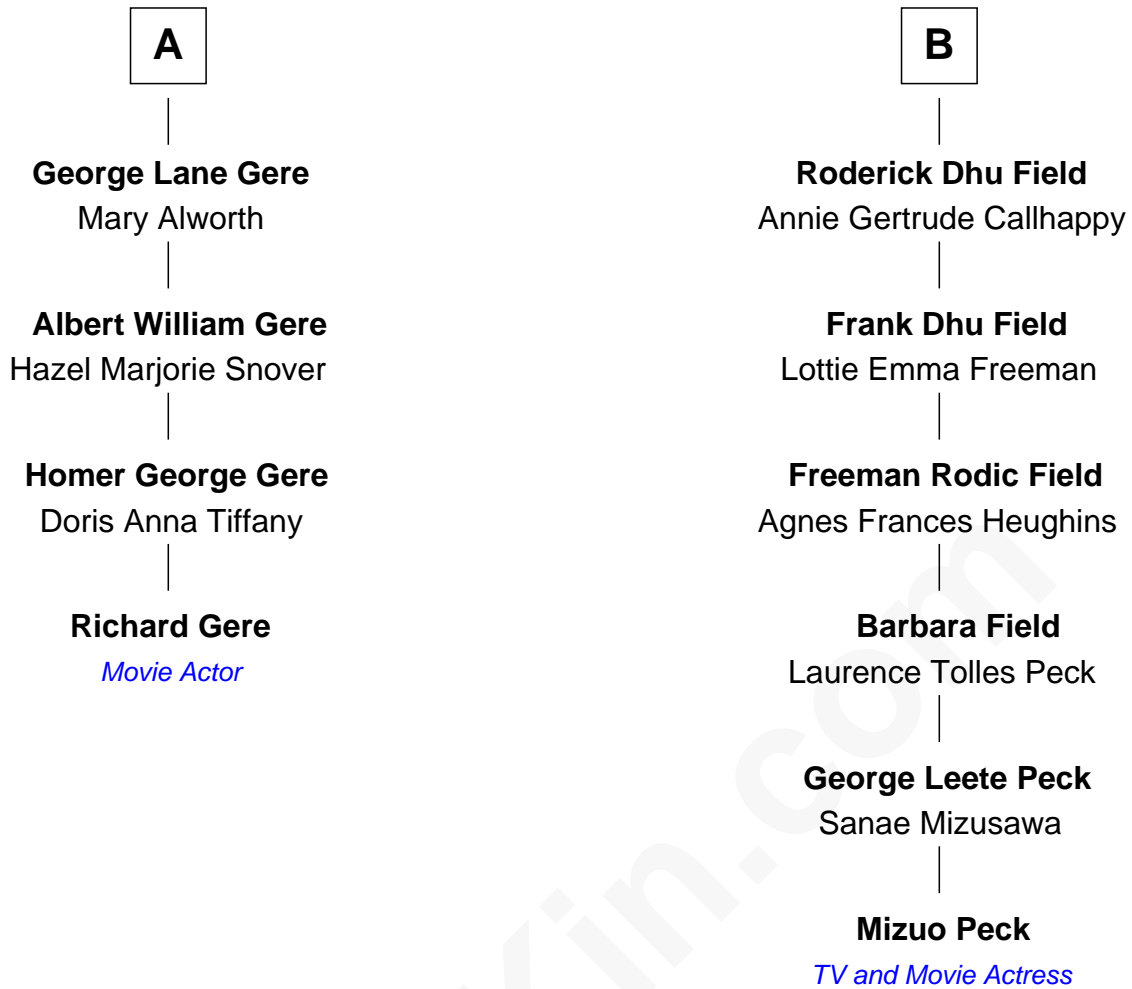 A
George Lane Gere
Mary Alworth
Albert William Gere
Hazel Marjorie Snover
Homer George Gere
Doris Anna Tiffany
Richard Gere
Movie Actor
B
Roderick Dhu Field
Annie Gertrude Callhappy
Frank Dhu Field
Lottie Emma Freeman
Freeman Rodic Field
Agnes Frances Heughins
Barbara Field
Laurence Tolles Peck
George Leete Peck
Sanae Mizusawa
Mizuo Peck
TV and Movie Actress
Kin.com